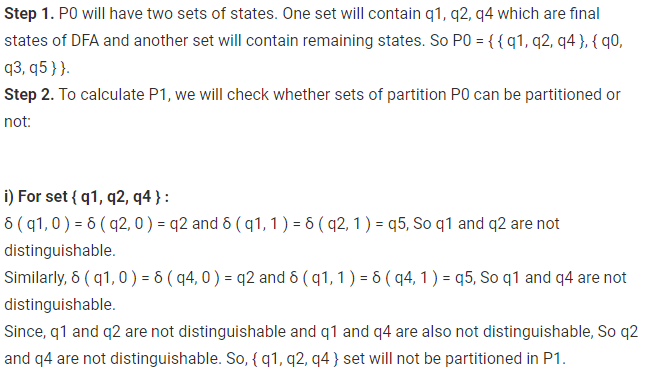 Step 1. P0 will have two sets of states. One set will contain q1, q2, q4 which are final
states of DFA and another set will contain remaining states. So P0 = { { q1, q2, q4 }, { q0,
q3, q5 } }.
Step 2. To calculate P1, we will check whether sets of partition P0 can be partitioned or
not:
i) For set { q1, q2, q4 } :
δ ( q1, 0 ) = δ ( q2, 0 ) = q2 and δ ( q1, 1 ) = δ ( q2, 1 ) = q5, So q1 and q2 are not
distinguishable.
Similarly, δ ( q1, 0 ) = δ ( q4, 0 ) = q2 and δ ( q1, 1 ) = δ ( q4, 1 ) = q5, So q1 and q4 are not
distinguishable.
Since, q1 and q2 are not distinguishable and q1 and q4 are also not distinguishable, So q2
and q4 are not distinguishable. So, { q1, q2, q4 } set will not be partitioned in P1.